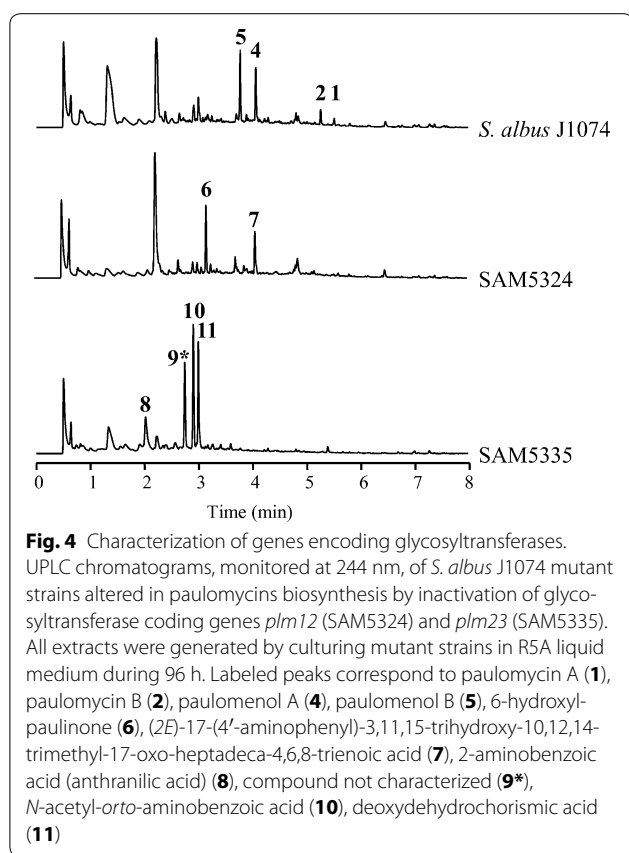 5
4
2 1
S. albus J1074
6
7
SAM5324
10
11
9*
8
SAM5335
0 1 2 3 4 5 6 7 8
Time (min)
Fig. 4 Characterization of genes encoding glycosyltransferases.
UPLC chromatograms, monitored at 244 nm, of S. albus J1074 mutant
strains altered in paulomycins biosynthesis by inactivation of glyco-
syltransferase coding genes plm12 (SAM5324) and plm23 (SAM5335).
All extracts were generated by culturing mutant strains in R5A liquid
medium during 96 h. Labeled peaks correspond to paulomycin A (1),
paulomycin B (2), paulomenol A (4), paulomenol B (5), 6-hydroxyl-
paulinone (6), (2E)-17-(4′-aminophenyl)-3,11,15-trihydroxy-10,12,14-
trimethyl-17-oxo-heptadeca-4,6,8-trienoic acid (7), 2-aminobenzoic
acid (anthranilic acid) (8), compound not characterized (9*),
N-acetyl-orto-aminobenzoic acid (10), deoxydehydrochorismic acid
(11)